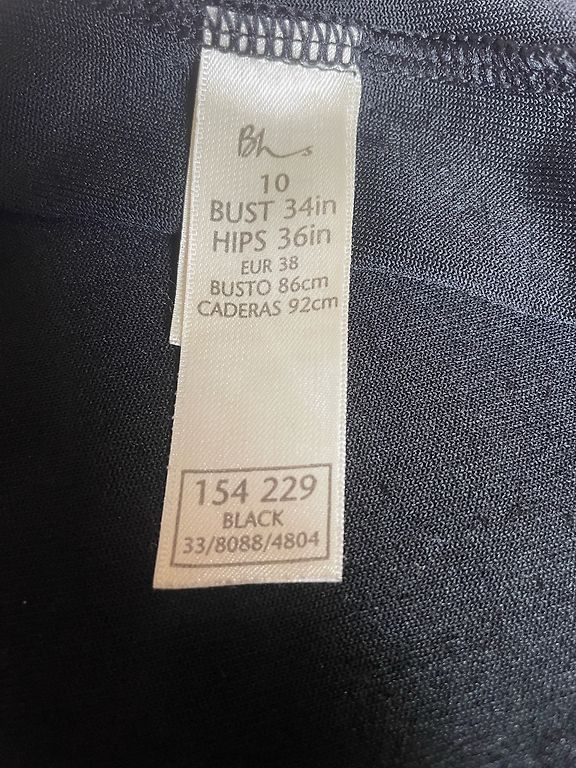 Bhs
10
BUST 34in
HIPS 36in
EUR 38
BUSTO 86cm
CADERAS 92cm
154 229
BLACK
33/8088/4804